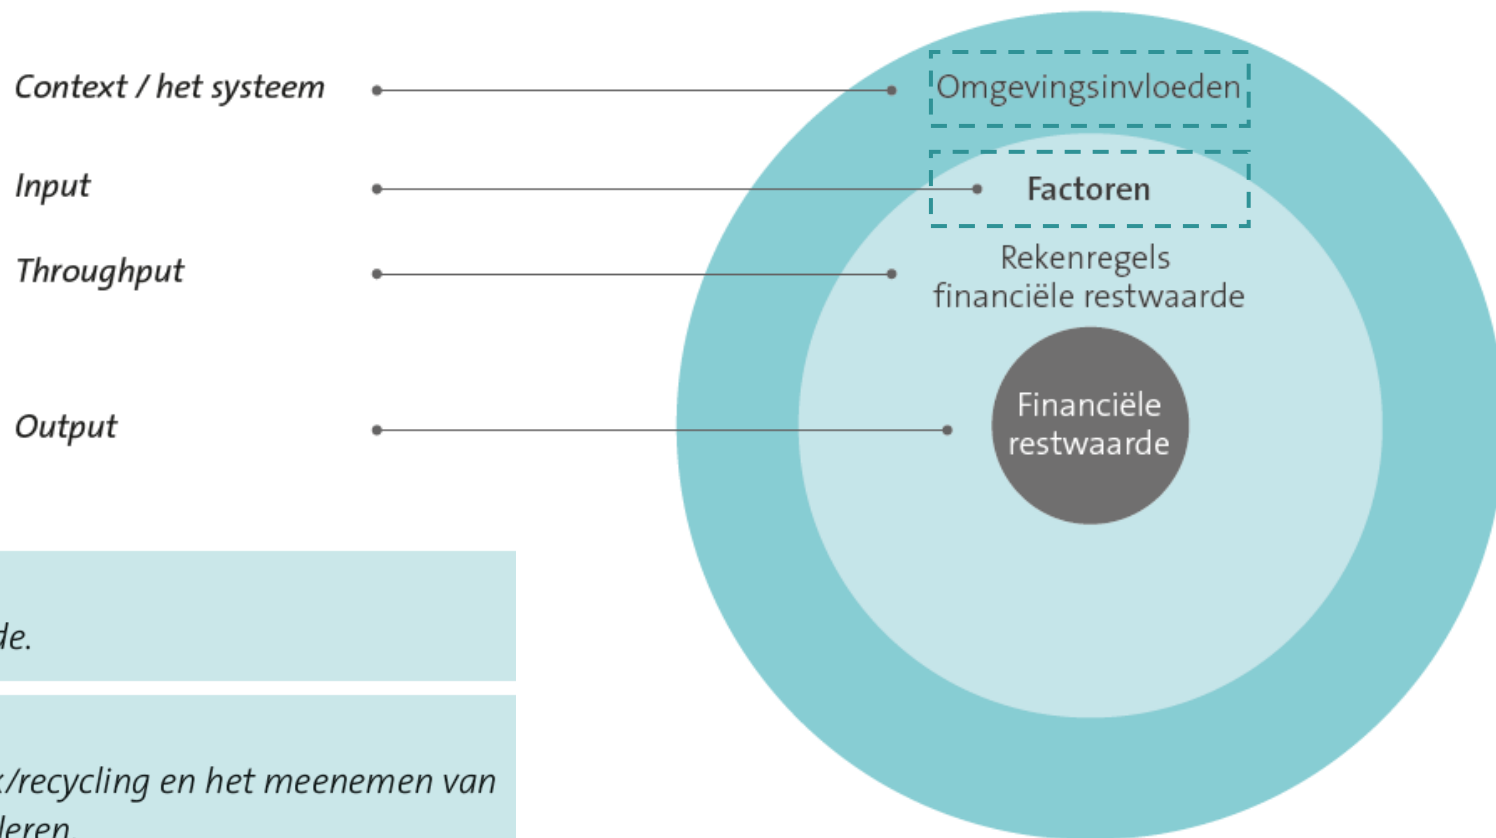 Context / het systeem
Omgevingsinvloeden
Input
Factoren
Throughput
Rekenregels
financiële restwaarde
Output
Financiële
restwaarde
de.
/recycling en het meenemen van